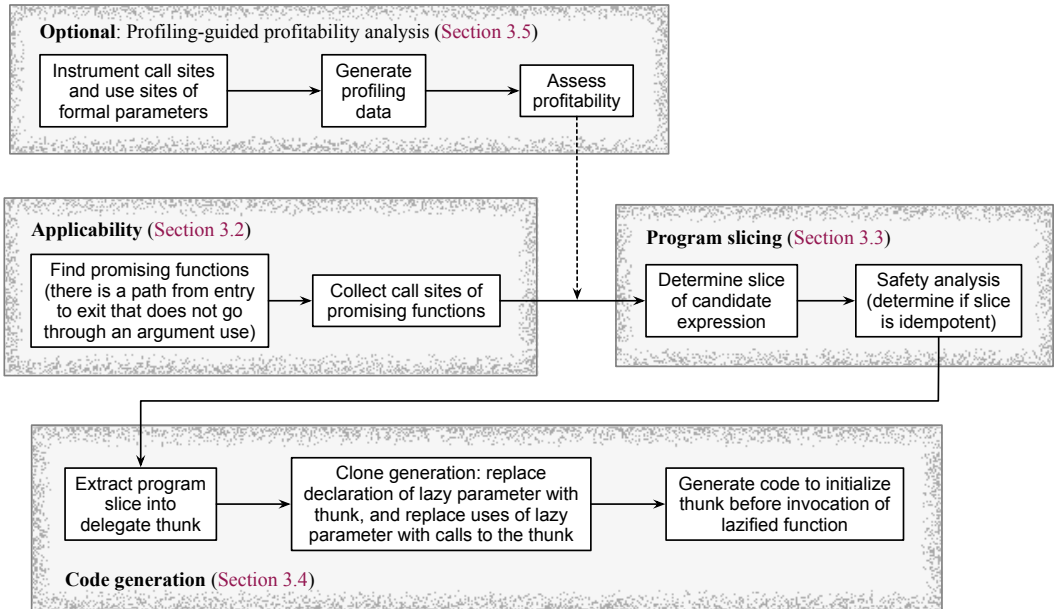 Optional: Profiling-guided profitability analysis (Section 3.5)
Instrument call sites
and use sites of
formal parameters
Generate
profiling
data
Assess
profitability
Applicability (Section 3.2)
Find promising functions
(there is a path from entry
to exit that does not go
through an argument use)
Collect call sites of
promising functions
Program slicing (Section 3.3)
Determine slice
of candidate
expression
Safety analysis
(determine if slice
is idempotent)
Extract program
slice into
delegate thunk
Clone generation: replace
declaration of lazy parameter with
thunk, and replace uses of lazy
parameter with calls to the thunk
Generate code to initialize
thunk before invocation of
lazified function
Code generation (Section 3.4)